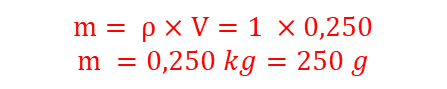 m = ρ × V = 1 × 0,250
m = 0,250 kg = 250 g